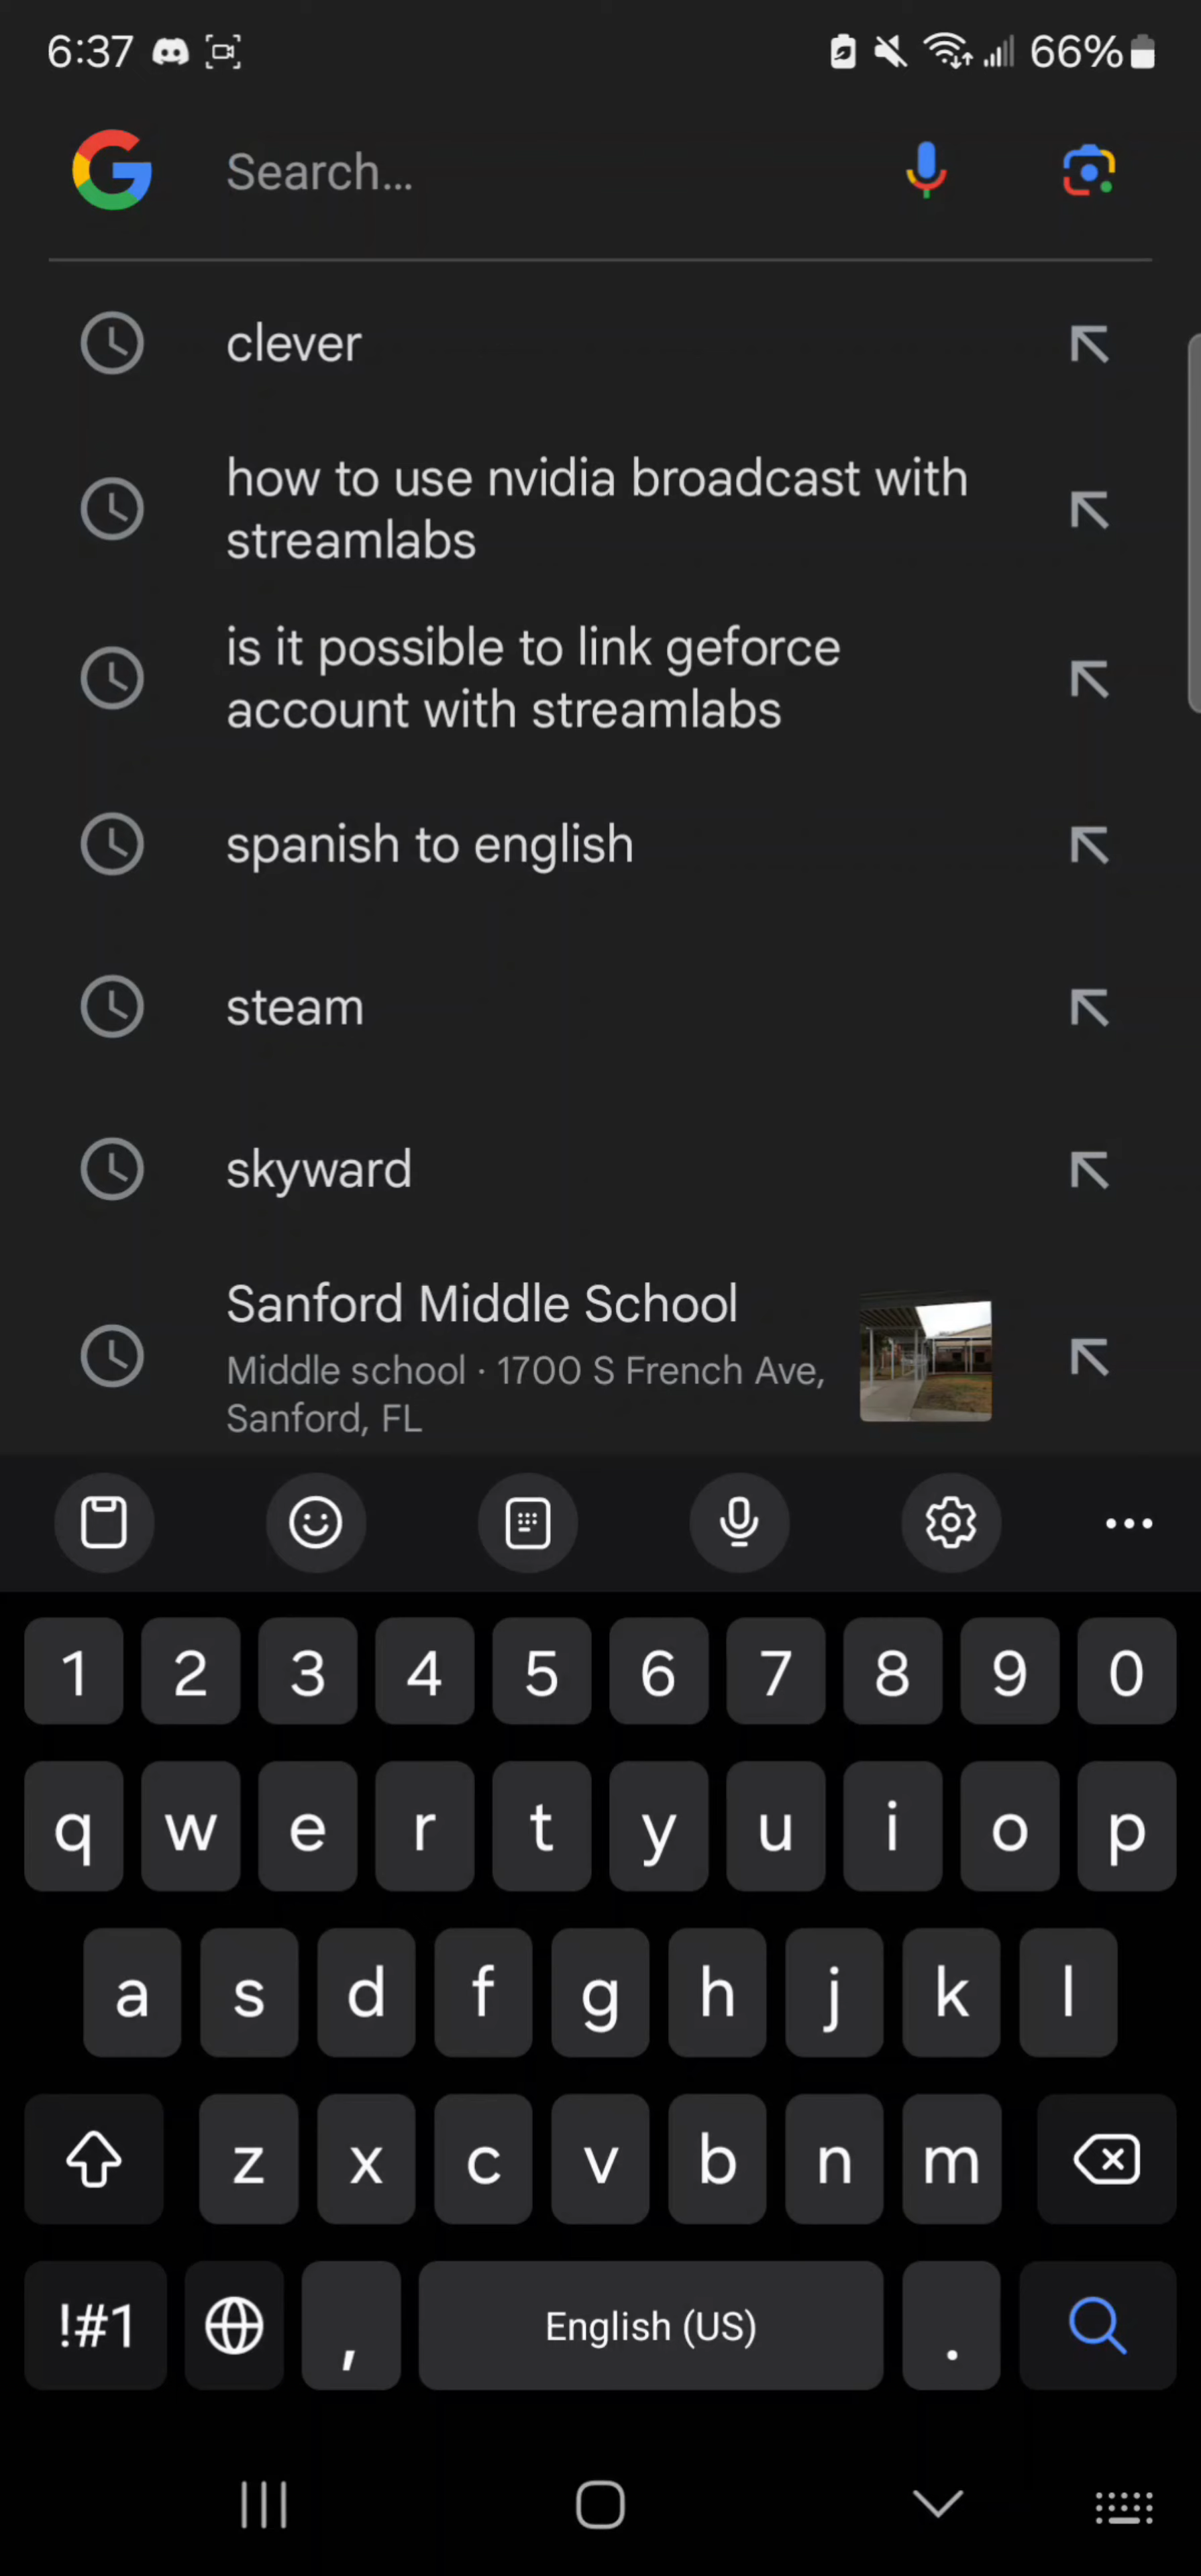 6:37 66%
Search...
clever
how to use nvidia broadcast with
streamlabs
is it possible to link geforce
account with streamlabs
spanish to english
steam
skyward
Sanford Middle School
Middle school · 1700 S French Ave,
Sanford, FL
1 2 3 4 5 6 7 8 9 0
q w e r t y u i o p
a s d f g h j k l
z x c v b n m
!#1 , English (US) .